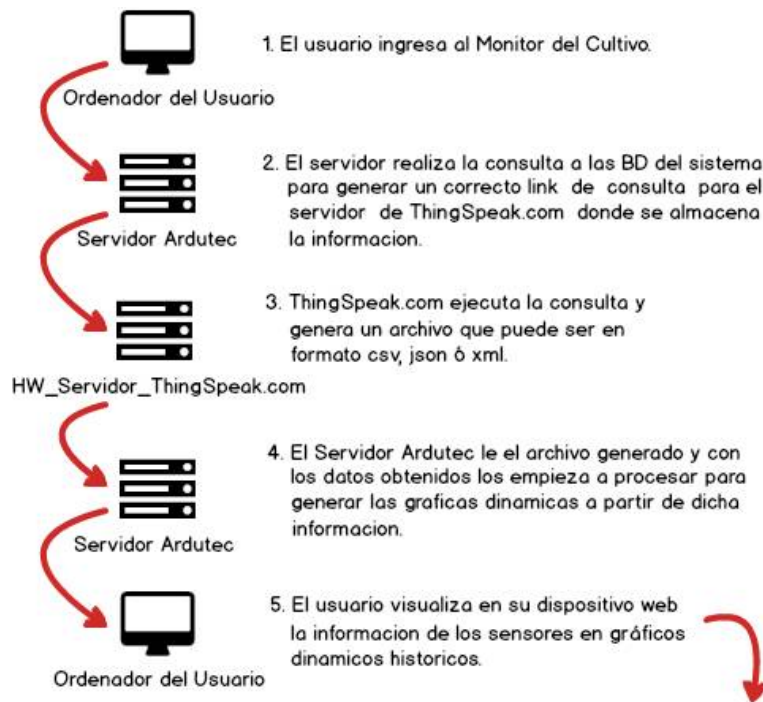 1. El usuario ingresa al Monitor del Cultivo.
Ordenador del Usuario
2. El servidor realiza la consulta a las BD del sistema
para generar un correcto link de consulta para el
servidor de ThingSpeak.com donde se almacena
la informacion.
Servidor Ardutec
3. ThingSpeak.com ejecuta la consulta y
genera un archivo que puede ser en
formato csv, json ó xml.
HW_Servidor_ThingSpeak.com
4. El Servidor Ardutec le el archivo generado y con
los datos obtenidos los empieza a procesar para
generar las graficas dinamicas a partir de dicha
informacion.
Servidor Ardutec
5. El usuario visualiza en su dispositivo web
la informacion de los sensores en gráficos
dinamicos historicos.
Ordenador del Usuario